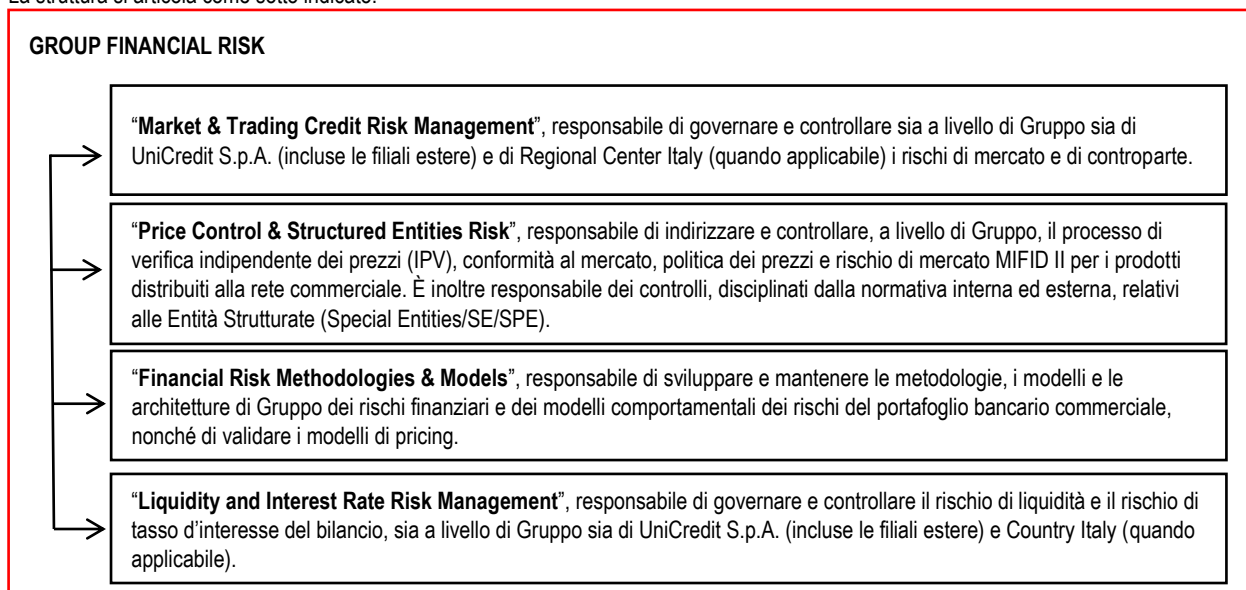 La struttura si articola come sotto indicato:
GROUP FINANCIAL RISK
“Market & Trading Credit Risk Management”, responsabile di governare e controllare sia a livello di Gruppo sia di
UniCredit S.p.A. (incluse le filiali estere) e di Regional Center Italy (quando applicabile) i rischi di mercato e di controparte.
“Price Control & Structured Entities Risk”, responsabile di indirizzare e controllare, a livello di Gruppo, il processo di
verifica indipendente dei prezzi (IPV), conformità al mercato, politica dei prezzi e rischio di mercato MIFID II per i prodotti
distribuiti alla rete commerciale. È inoltre responsabile dei controlli, disciplinati dalla normativa interna ed esterna, relativi
alle Entità Strutturate (Special Entities/SE/SPE).
“Financial Risk Methodologies & Models”, responsabile di sviluppare e mantenere le metodologie, i modelli e le
architetture di Gruppo dei rischi finanziari e dei modelli comportamentali dei rischi del portafoglio bancario commerciale,
nonché di validare i modelli di pricing.
“Liquidity and Interest Rate Risk Management”, responsabile di governare e controllare il rischio di liquidità e il rischio di
tasso d’interesse del bilancio, sia a livello di Gruppo sia di UniCredit S.p.A. (incluse le filiali estere) e Country Italy (quando
applicabile).